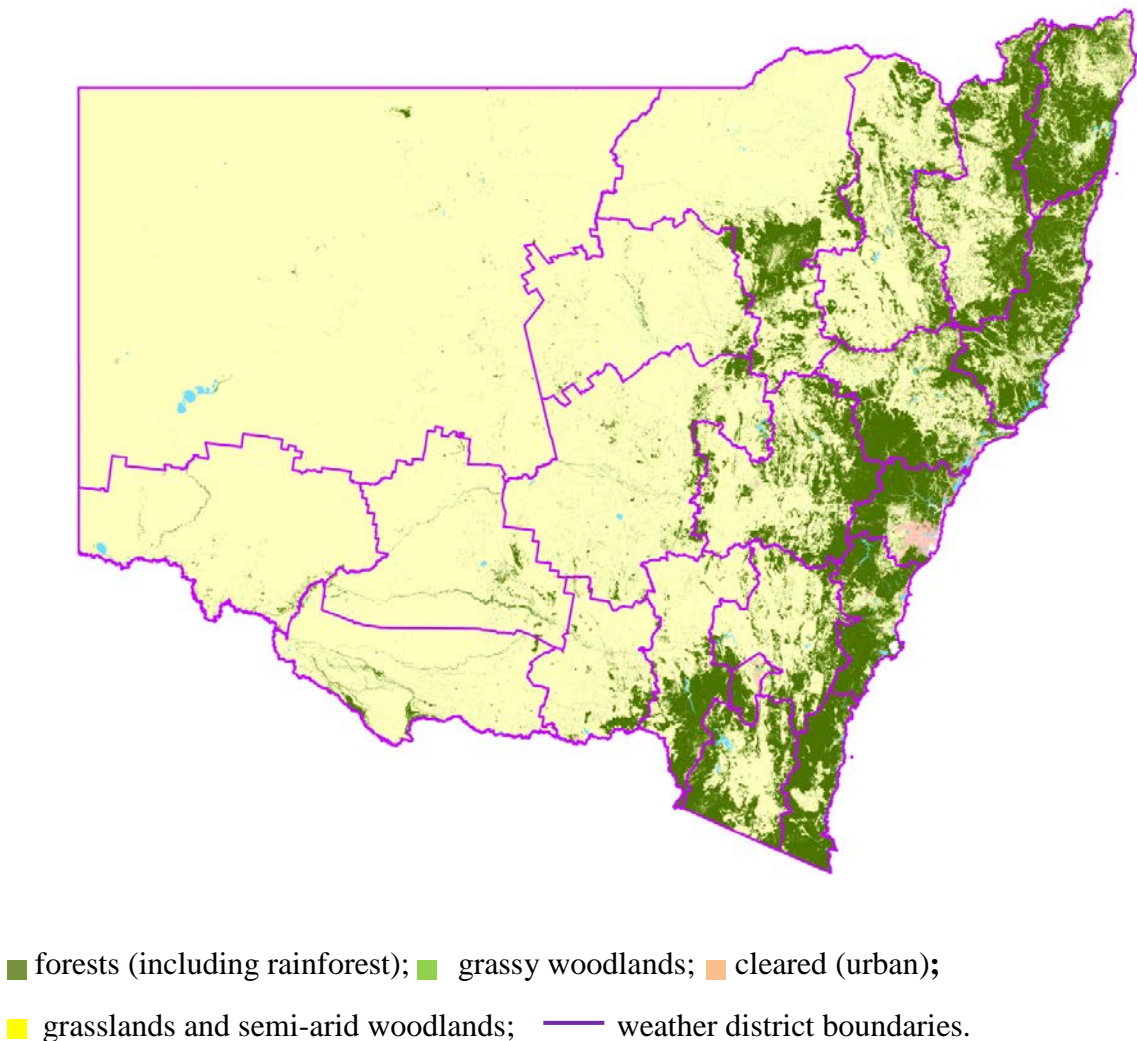 forests (including rainforest); grassy woodlands; cleared (urban);
grasslands and semi-arid woodlands; weather district boundaries.